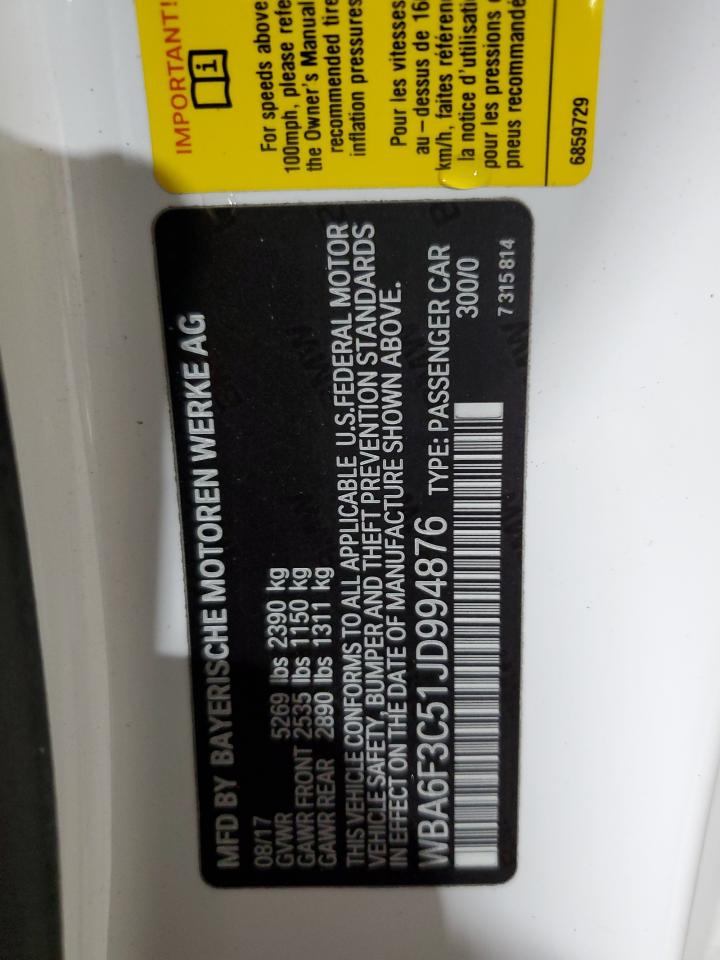 IMPORTANT!
For speeds above
100mph, please refe
the Owner's Manual
recommended tire
inflation pressures
Pour les vitesses
au-dessus de 16
km/h, faites référen
la notice d'utilisati
pour les pressions
pneus recommandé
6859729
MFD BY BAYERISCHE MOTOREN WERKE AG
08/17
GVWR 5269 lbs 2390 kg
GAWR FRONT 2535 lbs 1150 kg
GAWR REAR 2890 lbs 1311 kg
THIS VEHICLE CONFORMS TO ALL APPLICABLE U.S.FEDERAL MOTOR
VEHICLE SAFETY, BUMPER AND THEFT PREVENTION STANDARDS
IN EFFECT ON THE DATE OF MANUFACTURE SHOWN ABOVE.
WBA6F3C51JD994876 TYPE: PASSENGER CAR
300/0
7 315 814